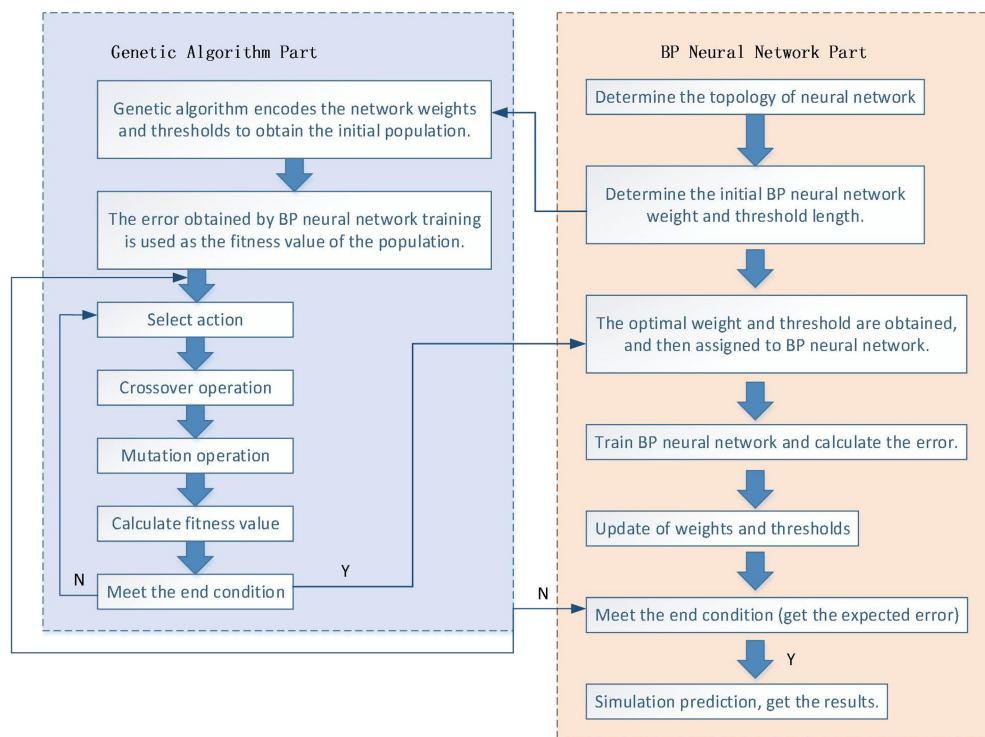 Genetic Algorithm Part
Genetic algorithm encodes the network weights
and thresholds to obtain the initial population.
The error obtained by BP neural network training
is used as the fitness value of the population.
Select action
Crossover operation
Mutation operation
Calculate fitness value
Meet the end condition
N
Y
BP Neural Network Part
Determine the topology of neural network
Determine the initial BP neural network
weight and threshold length.
The optimal weight and threshold are obtained,
and then assigned to BP neural network.
Train BP neural network and calculate the error.
Update of weights and thresholds
N
Meet the end condition (get the expected error)
Y
Simulation prediction, get the results.